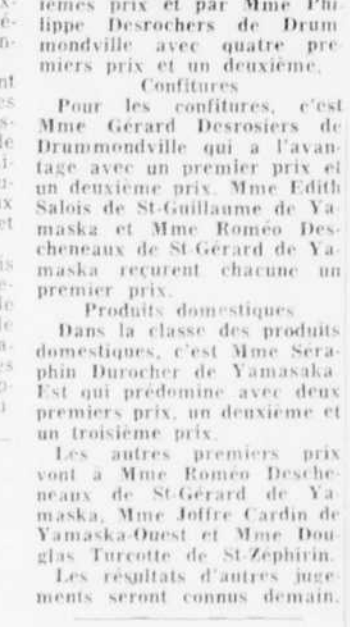 ièmes prix et par Mme Phi-
lippe Desrochers de Drum
mondville avec quatre pre
miers prix et un deuxième.
Confitures
Pour les confitures, c'est
Mme Gérard Desrosiers de
Drummondville qui a l'avan-
tage avec un premier prix et
un deuxième prix. Mme Edith
Salois de St-Guillaume de Ya-
maska et Mme Roméo Des-
cheneaux de St-Gérard de Ya-
maska reçurent chacune un
premier prix.
Produits domestiques
Dans la classe des produits
domestiques, c'est Mme Séra-
phin Durocher de Yamasaka
Est qui prédomine avec deux
premiers prix, un deuxième et
un troisième prix.
Les autres premiers prix
vont à Mme Roméo Desche-
neaux de St-Gérard de Ya
maska, Mme Joffre Cardin de
Yamaska-Ouest et Mme Dou-
glas Turcotte de St-Zéphirin.
Les résultats d'autres juge-
ments seront connus demain.